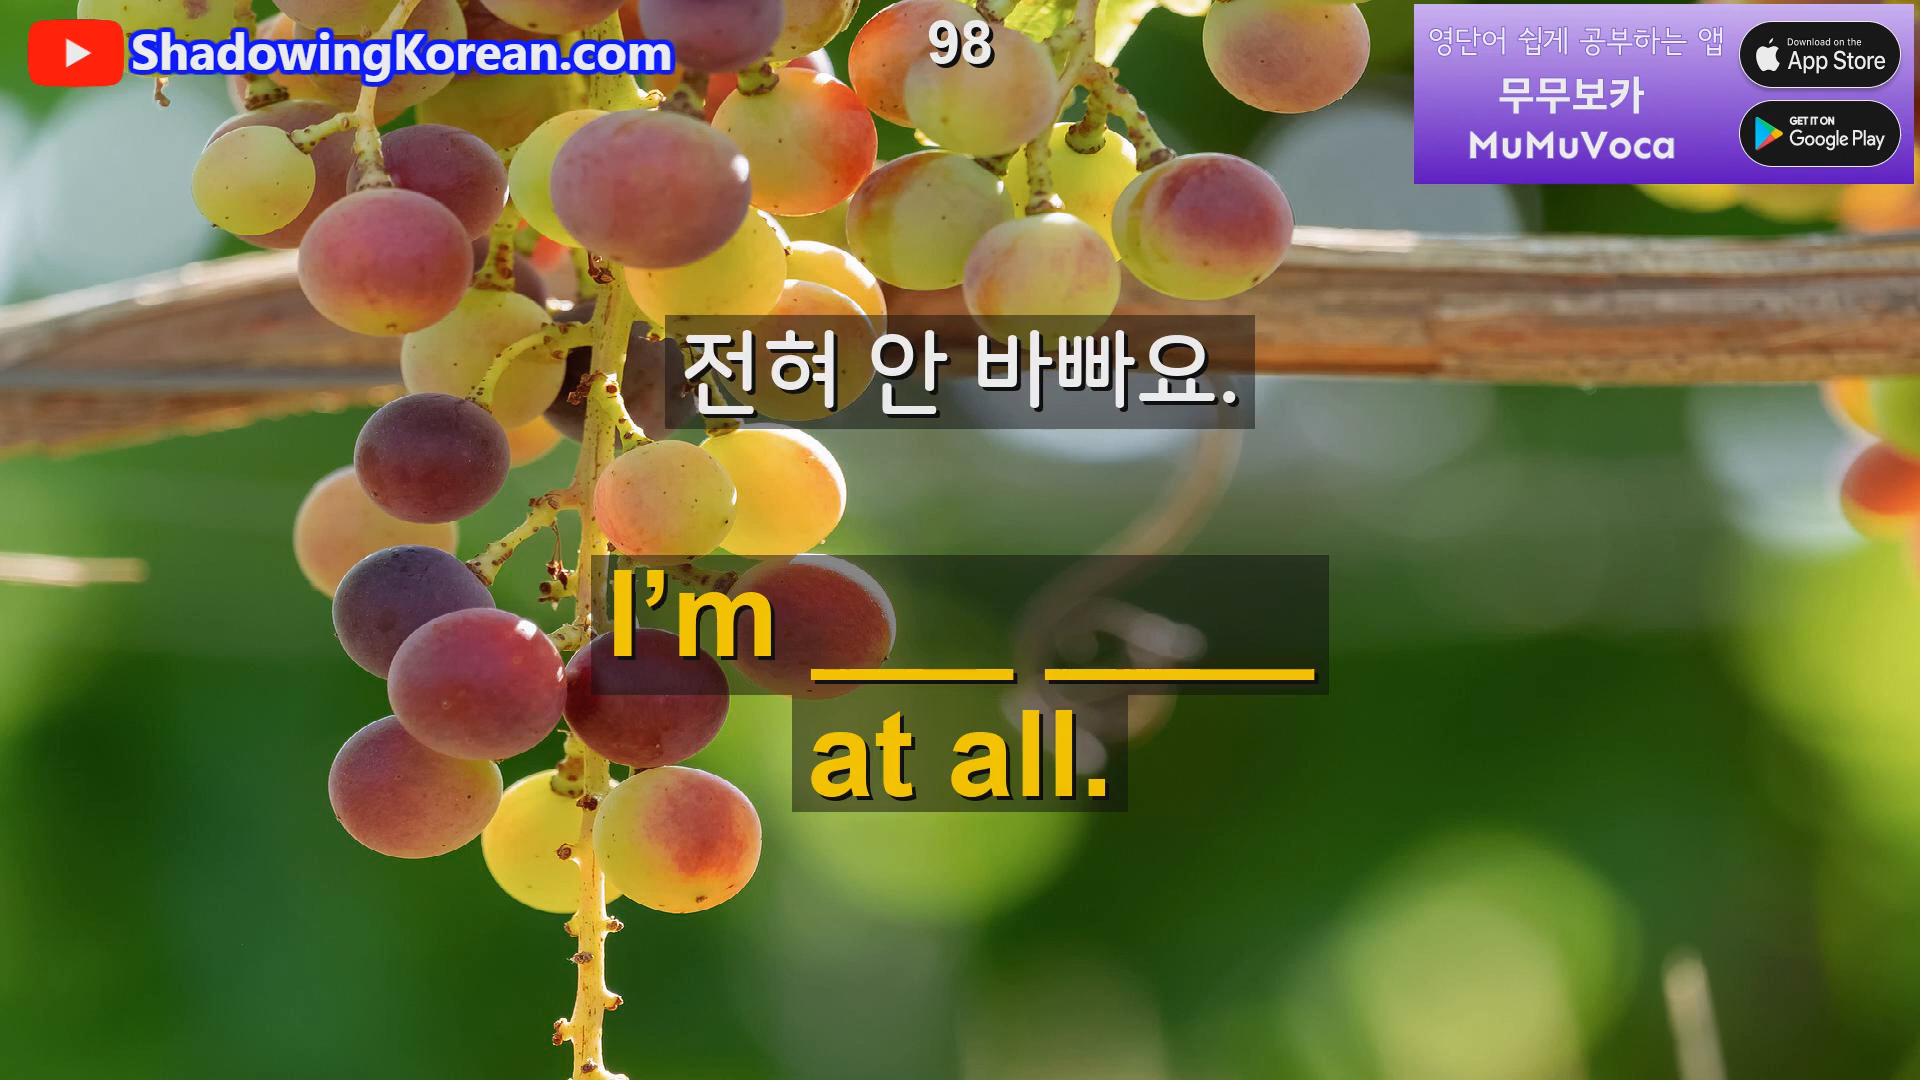 ShadowingKorean.com
98
영단어 쉽게 공부하는 앱
무무보카
MuMuVoca
Download on the
App Store
GET IT ON
Google Play
전혀 안 바빠요.
I’m ___ ____
at all.